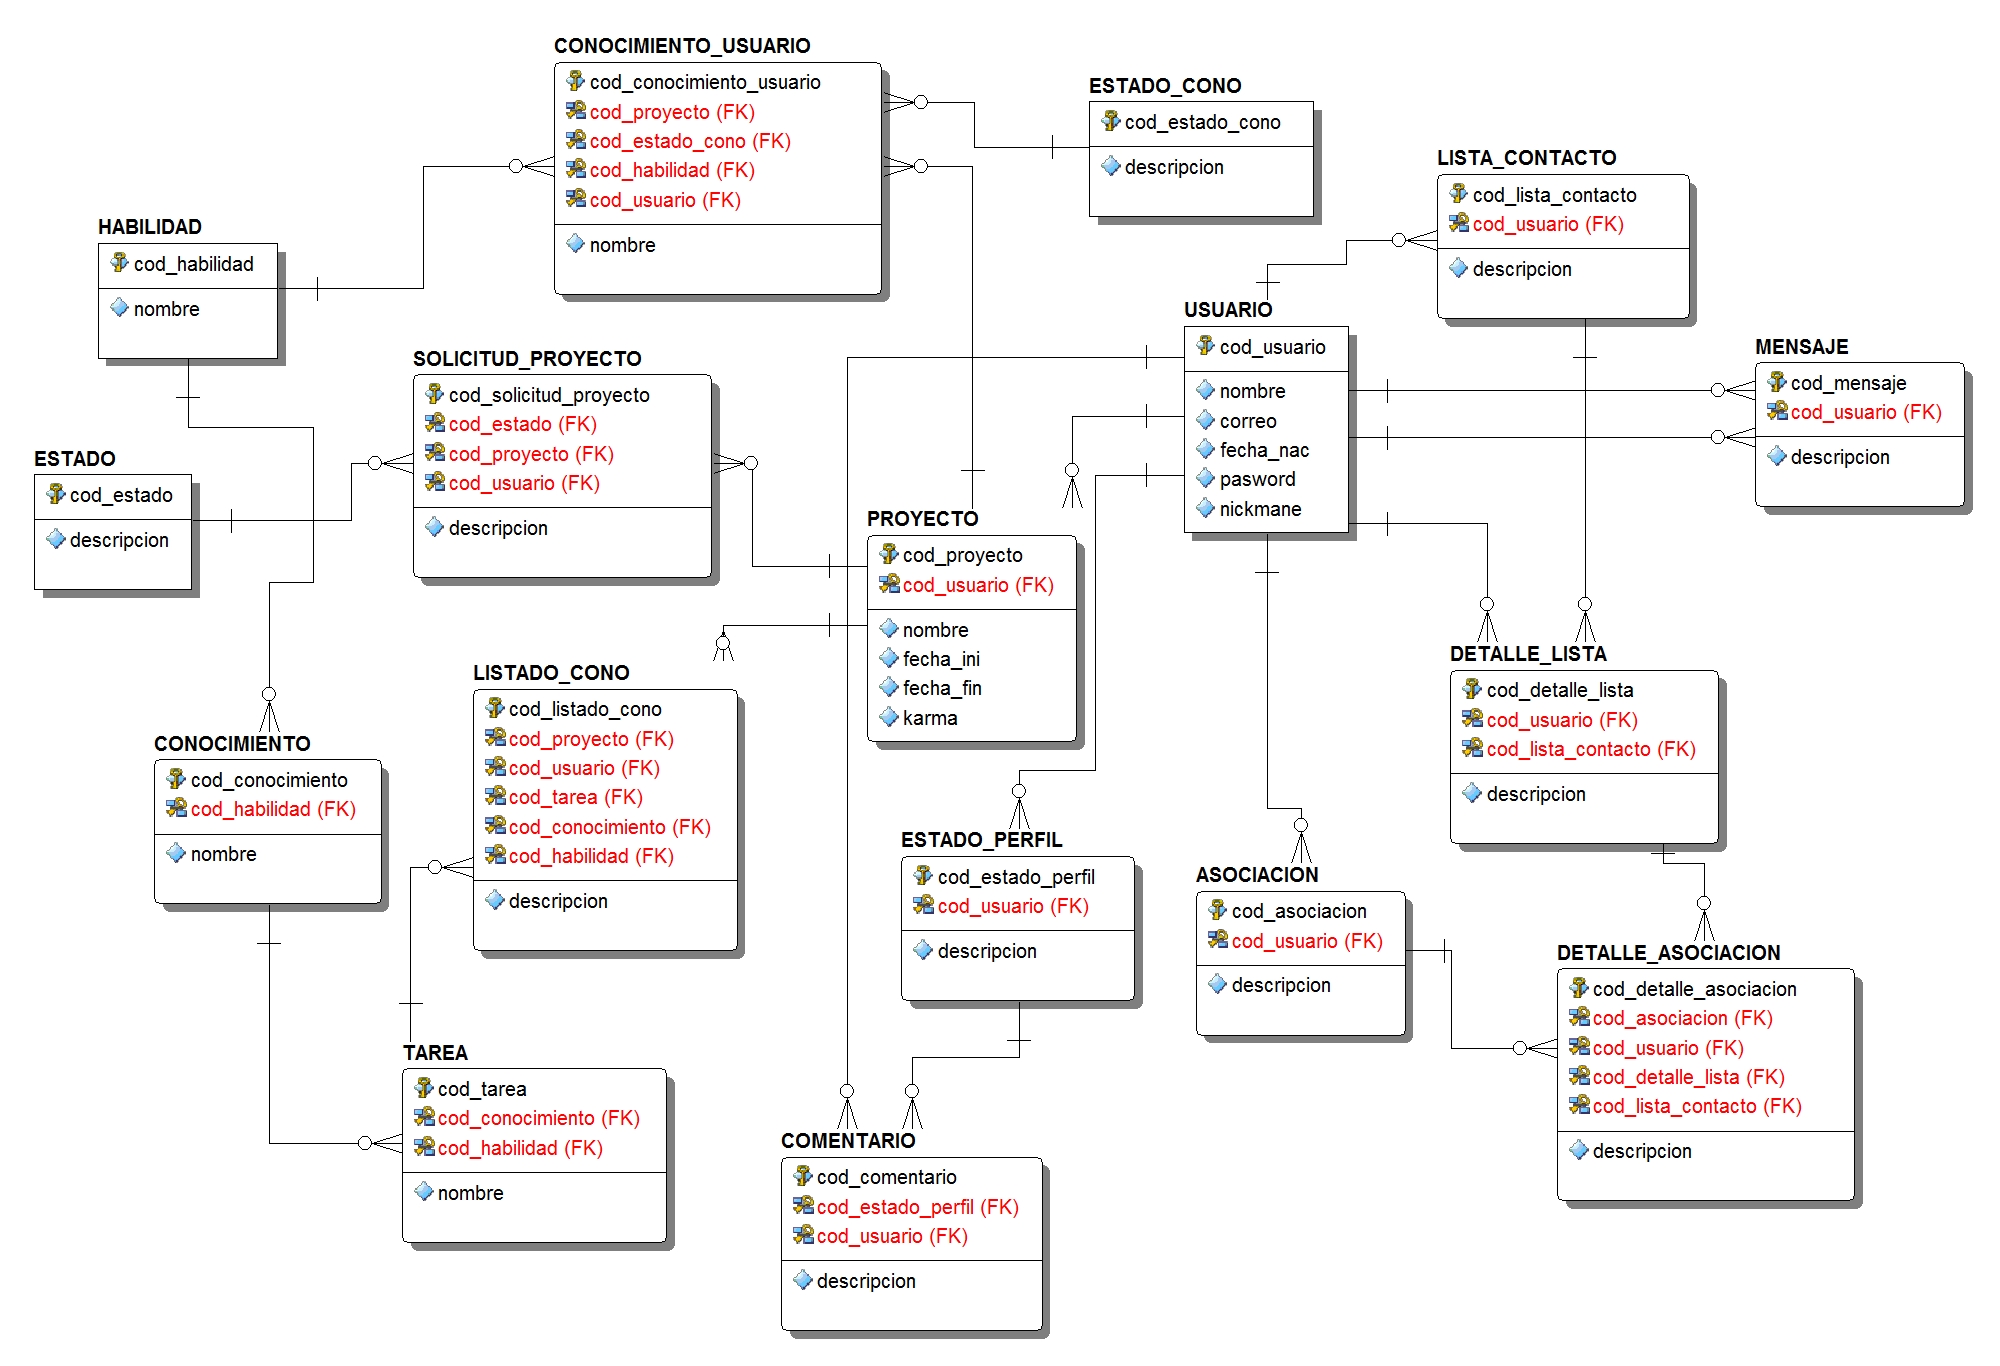 CONOCIMIENTO_USUARIO
cod_conocimiento_usuario
cod_proyecto (FK)
cod_estado_cono (FK)
cod_habilidad (FK)
cod_usuario (FK)
nombre
ESTADO_CONO
cod_estado_cono
descripcion
LISTA_CONTACTO
cod_lista_contacto
cod_usuario (FK)
descripcion
HABILIDAD
cod_habilidad
nombre
USUARIO
cod_usuario
nombre
correo
fecha_nac
pasword
nickmane
MENSAJE
cod_mensaje
cod_usuario (FK)
descripcion
SOLICITUD_PROYECTO
cod_solicitud_proyecto
cod_estado (FK)
cod_proyecto (FK)
cod_usuario (FK)
descripcion
ESTADO
cod_estado
descripcion
PROYECTO
cod_proyecto
cod_usuario (FK)
nombre
fecha_ini
fecha_fin
karma
DETALLE_LISTA
cod_detalle_lista
cod_usuario (FK)
cod_lista_contacto (FK)
descripcion
LISTADO_CONO
cod_listado_cono
cod_proyecto (FK)
cod_usuario (FK)
cod_tarea (FK)
cod_conocimiento (FK)
cod_habilidad (FK)
descripcion
CONOCIMIENTO
cod_conocimiento
cod_habilidad (FK)
nombre
ESTADO_PERFIL
cod_estado_perfil
cod_usuario (FK)
descripcion
ASOCIACION
cod_asociacion
cod_usuario (FK)
descripcion
DETALLE_ASOCIACION
cod_detalle_asociacion
cod_asociacion (FK)
cod_usuario (FK)
cod_detalle_lista (FK)
cod_lista_contacto (FK)
descripcion
TAREA
cod_tarea
cod_conocimiento (FK)
cod_habilidad (FK)
nombre
COMENTARIO
cod_comentario
cod_estado_perfil (FK)
cod_usuario (FK)
descripcion